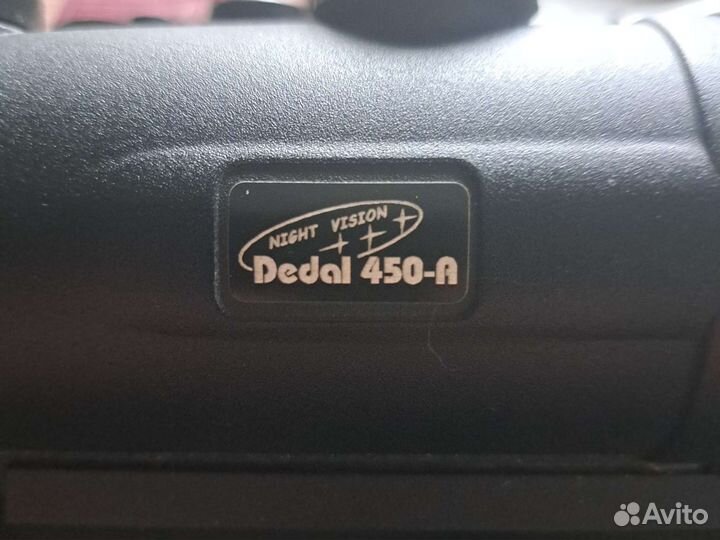 NIGHT VISION
Dedal 450-A
Avito